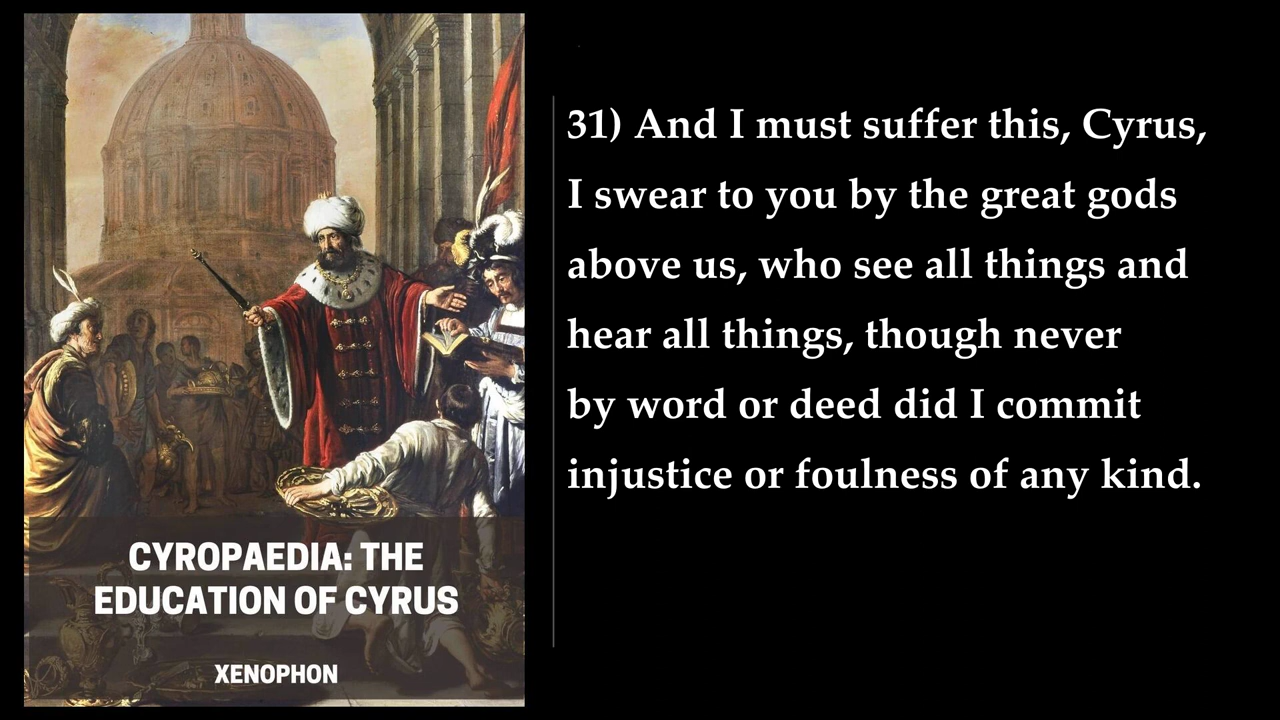 CYROPAEDIA: THE
EDUCATION OF CYRUS
XENOPHON
31) And I must suffer this, Cyrus,
I swear to you by the great gods
above us, who see all things and
hear all things, though never
by word or deed did I commit
injustice or foulness of any kind.